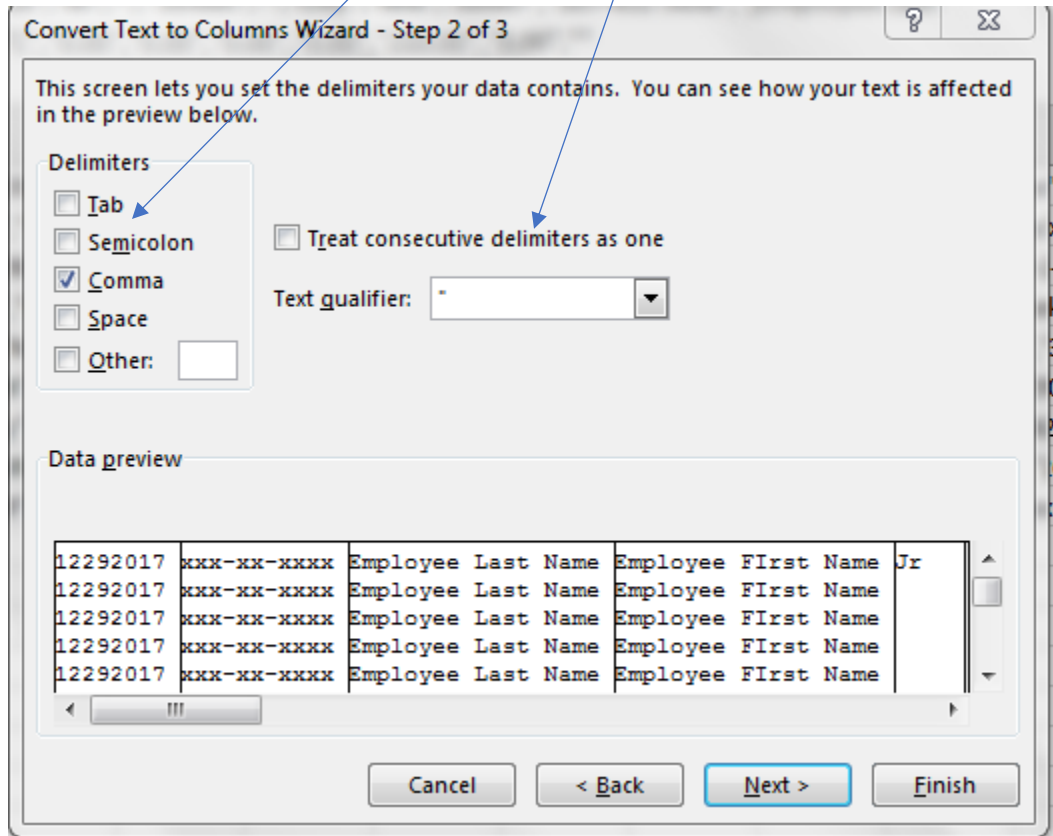 Convert Text to Columns Wizard - Step 2 of 3
This screen lets you set the delimiters your data contains. You can see how your text is affected
in the preview below.
Delimiters
Tab
Semicolon
Comma
Space
Other:
Treat consecutive delimiters as one
Text qualifier: "
Data preview
12292017 xxx-xx-xxxx Employee Last Name Employee FIrst Name Jr
12292017 xxx-xx-xxxx Employee Last Name Employee FIrst Name
12292017 xxx-xx-xxxx Employee Last Name Employee FIrst Name
12292017 xxx-xx-xxxx Employee Last Name Employee FIrst Name
12292017 xxx-xx-xxxx Employee Last Name Employee FIrst Name
Cancel < Back Next > Finish